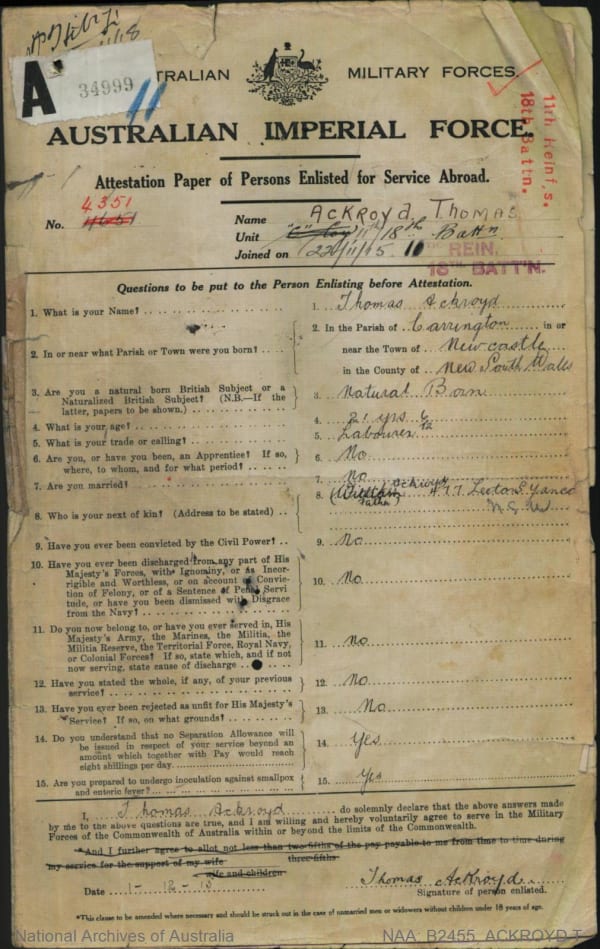 A 34999
AUSTRALIAN MILITARY FORCES.
11th Reinf,s.
18th Battn.
AUSTRALIAN IMPERIAL FORCE.
Attestation Paper of Persons Enlisted for Service Abroad.
No. 4351
Name ACKROYD Thomas
Unit 11th/18th Battn
Joined on 22/11/15
REIN.
18TH BATT'N.
Questions to be put to the Person Enlisting before Attestation.
1. What is your Name? 1. Thomas Ackroyd
2. In or near what Parish or Town were you born? 2. In the Parish of Carrington in or
near the Town of Newcastle
in the County of New South Wales
3. Are you a natural born British Subject or a
Naturalized British Subject? (N.B.—If the
latter, papers to be shown.) 3. Natural Born
4. What is your age? 4. 21 yrs 6/12
5. What is your trade or calling? 5. Labourer
6. Are you, or have you been, an Apprentice? If so,
where, to whom, and for what period? 6. No
7. Are you married? 7. No
8. Who is your next of kin? (Address to be stated) 8. (William Ackroyd 477 Leeton Yanco
Father) N.S.W.
9. Have you ever been convicted by the Civil Power? 9. No
10. Have you ever been discharged from any part of His
Majesty's Forces, with Ignominy, or as Incor-
rigible and Worthless, or on account of Convic-
tion of Felony, or of a Sentence of Penal Servi
tude, or have you been dismissed with Disgrace
from the Navy? 10. No
11. Do you now belong to, or have you ever served in, His
Majesty's Army, the Marines, the Militia, the
Militia Reserve, the Territorial Force, Royal Navy,
or Colonial Forces? If so, state which, and if not
now serving, state cause of discharge 11. No
12. Have you stated the whole, if any, of your previous
service? 12. No
13. Have you ever been rejected as unfit for His Majesty's
Service? If so, on what grounds? 13. No
14. Do you understand that no Separation Allowance will
be issued in respect of your service beyond an
amount which together with Pay would reach
eight shillings per day. 14. Yes
15. Are you prepared to undergo inoculation against smallpox
and enteric fever? 15. Yes
I, Thomas Ackroyd do solemnly declare that the above answers made
by me to the above questions are true, and I am willing and hereby voluntarily agree to serve in the Military
Forces of the Commonwealth of Australia within or beyond the limits of the Commonwealth.
*And I further agree to allot not less than two-fifths of the pay payable to me from time to time during
three-fifths
my service for the support of my wife
wife and children
Date 1-12-15 Thomas Ackroyd
Signature of person enlisted.
*This clause to be amended where necessary and should be struck out in the case of unmarried men or widowers without children under 18 years of age.
National Archives of Australia NAA: B2455, ACKROYD T